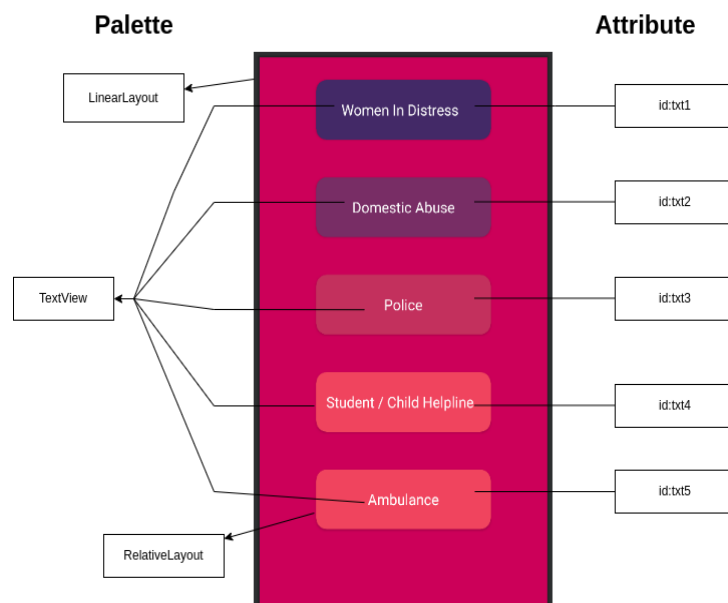 Palette
Attribute
LinearLayout
Women In Distress
id:txt1
Domestic Abuse
id:txt2
TextView
Police
id:txt3
Student / Child Helpline
id:txt4
Ambulance
id:txt5
RelativeLayout